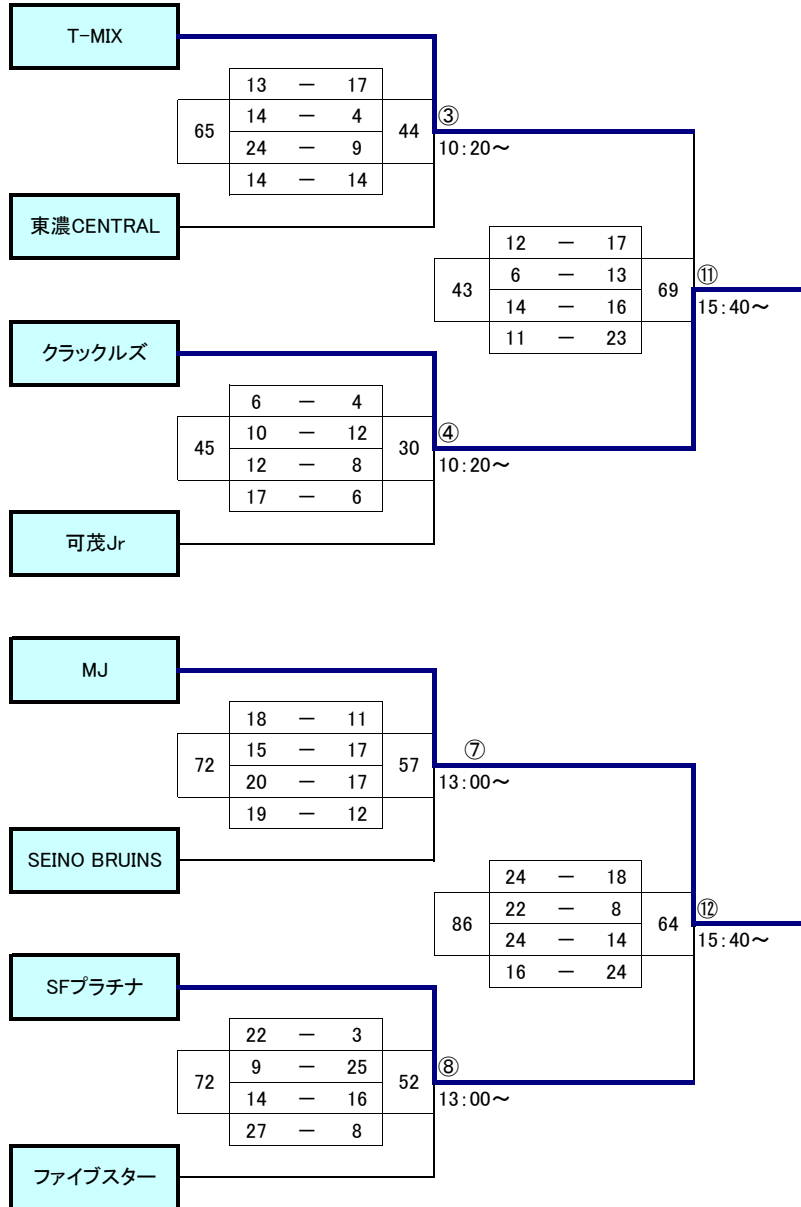 T-MIX
13 － 17
65 14 － 4 44 ③
24 － 9 10:20～
14 － 14
東濃CENTRAL
12 － 17
43 6 － 13 69 ⑪
14 － 16 15:40～
11 － 23
クラックルズ
6 － 4
45 10 － 12 30 ④
12 － 8 10:20～
17 － 6
可茂Jr
MJ
18 － 11
72 15 － 17 57 ⑦
20 － 17 13:00～
19 － 12
SEINO BRUINS
24 － 18
86 22 － 8 64 ⑫
24 － 14 15:40～
16 － 24
SFプラチナ
22 － 3
72 9 － 25 52 ⑧
14 － 16 13:00～
27 － 8
ファイブスター